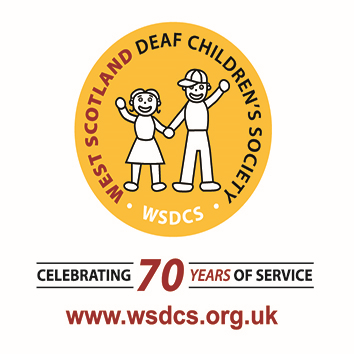 WEST SCOTLAND DEAF CHILDREN'S SOCIETY
• WSDCS •
CELEBRATING 70 YEARS OF SERVICE
www.wsdcs.org.uk